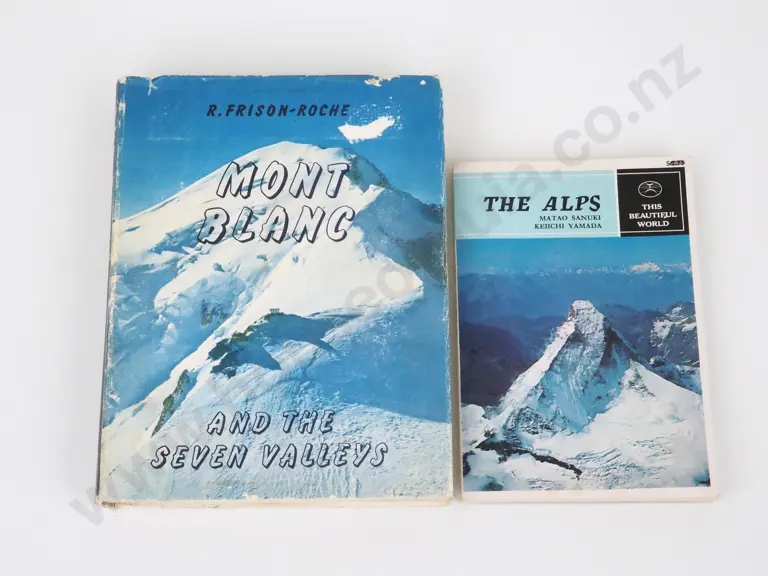 R. FRISON-ROCHE
MONT
BLANC
AND THE
SEVEN VALLEYS
THE ALPS
MATAO SANUKI
KEIICHI YAMADA
THIS
BEAUTIFUL
WORLD